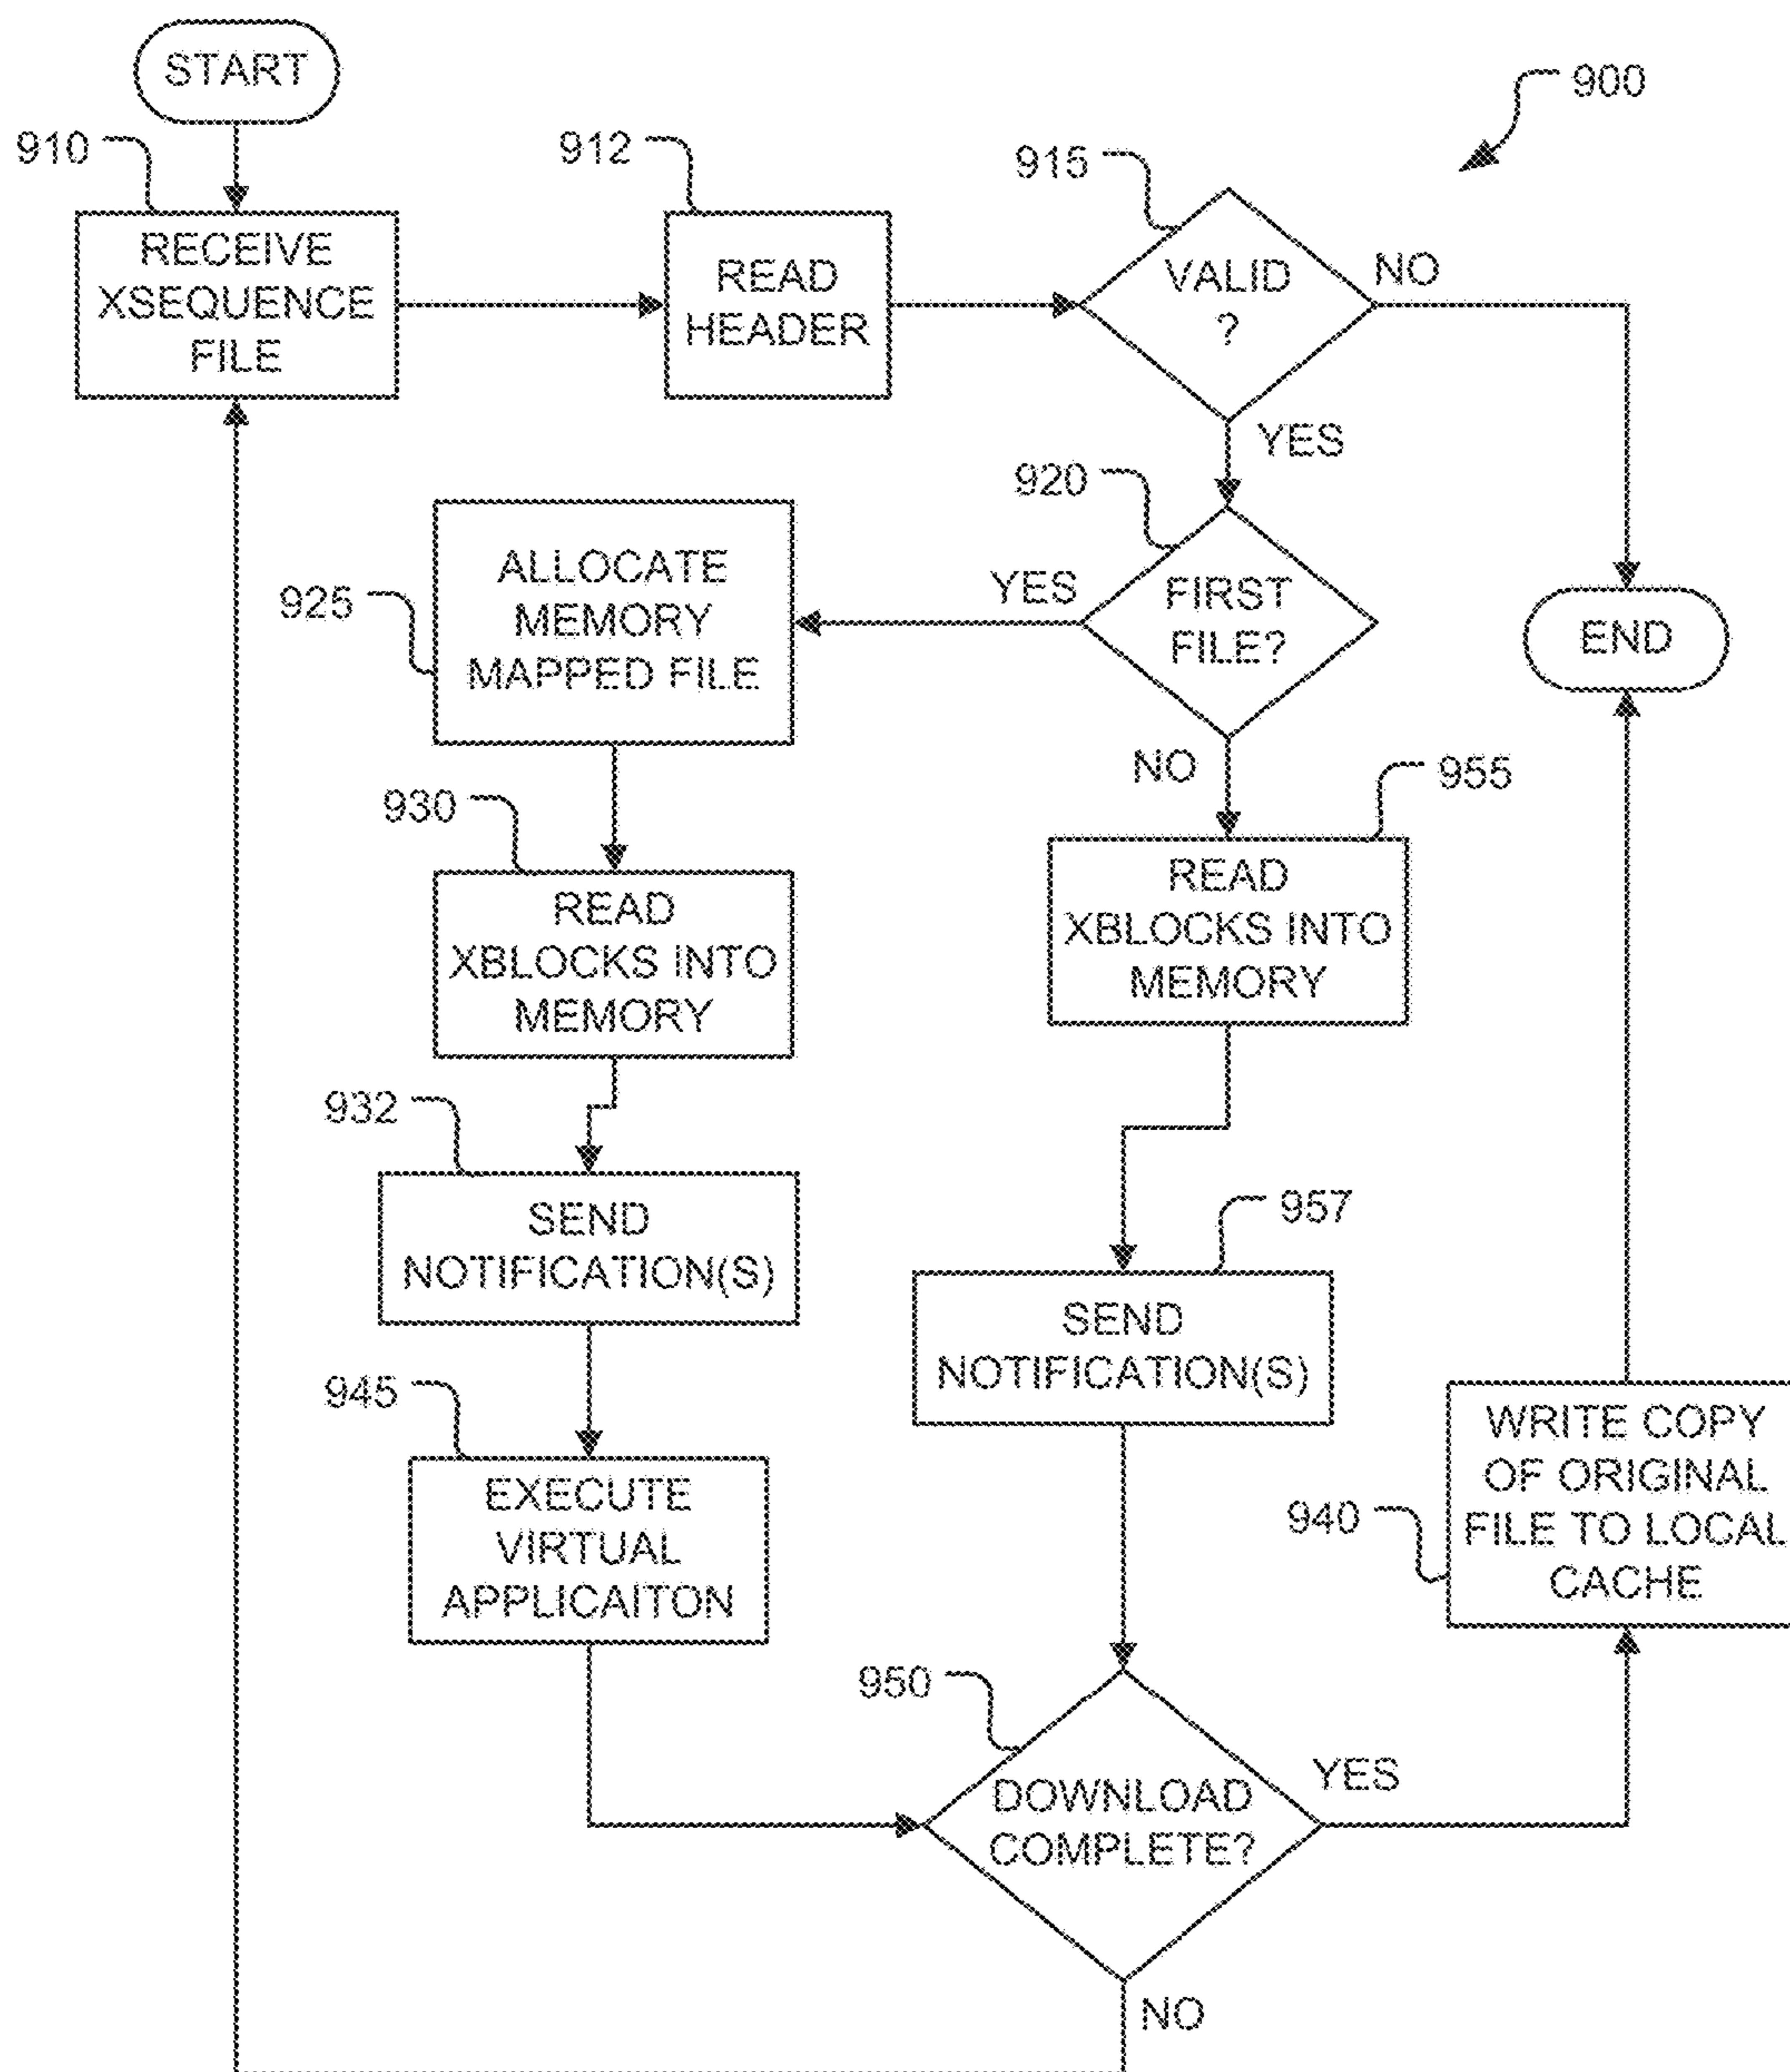 START
900
910
912
915
RECEIVE
XSEQUENCE
FILE
READ
HEADER
VALID
?
NO
YES
920
925
ALLOCATE
MEMORY
MAPPED FILE
YES
FIRST
FILE?
END
NO
955
930
READ
XBLOCKS INTO
MEMORY
READ
XBLOCKS INTO
MEMORY
932
SEND
NOTIFICATION(S)
957
SEND
NOTIFICATION(S)
945
EXECUTE
VIRTUAL
APPLICAITON
940
WRITE COPY
OF ORIGINAL
FILE TO LOCAL
CACHE
950
DOWNLOAD
COMPLETE?
YES
NO